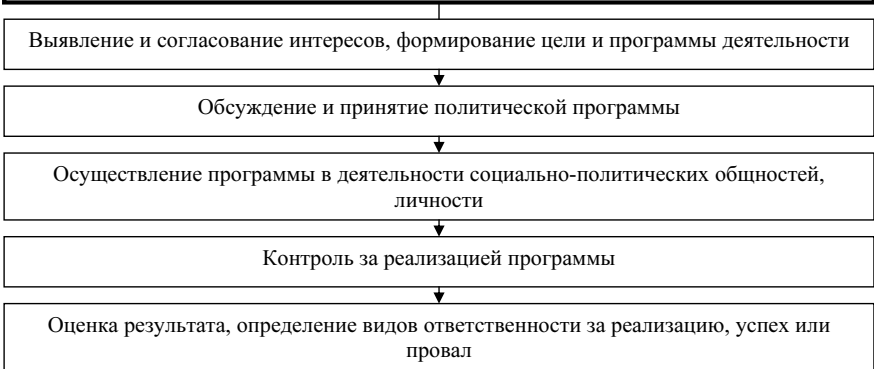 Выявление и согласование интересов, формирование цели и программы деятельности
Обсуждение и принятие политической программы
Осуществление программы в деятельности социально-политических общностей,
личности
Контроль за реализацией программы
Оценка результата, определение видов ответственности за реализацию, успех или
провал